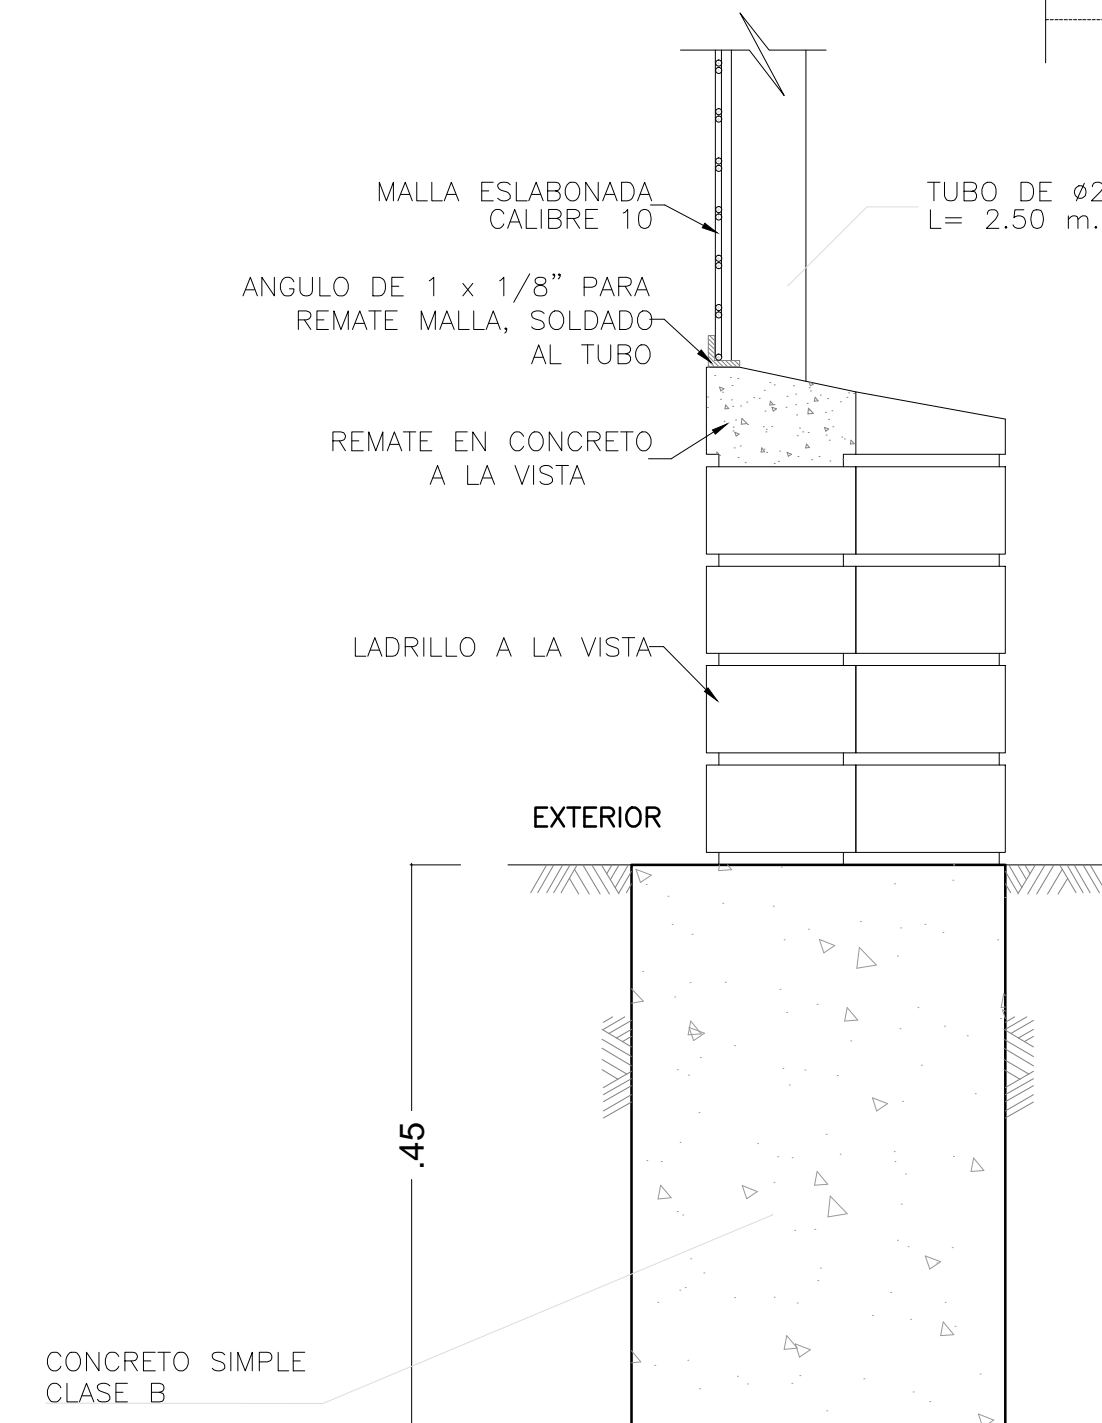 MALLA ESLABONADA
CALIBRE 10
TUBO DE ø2
L= 2.50 m.
ANGULO DE 1 x 1/8” PARA
REMATE MALLA, SOLDADO
AL TUBO
REMATE EN CONCRETO
A LA VISTA
LADRILLO A LA VISTA
EXTERIOR
.45
CONCRETO SIMPLE
CLASE B